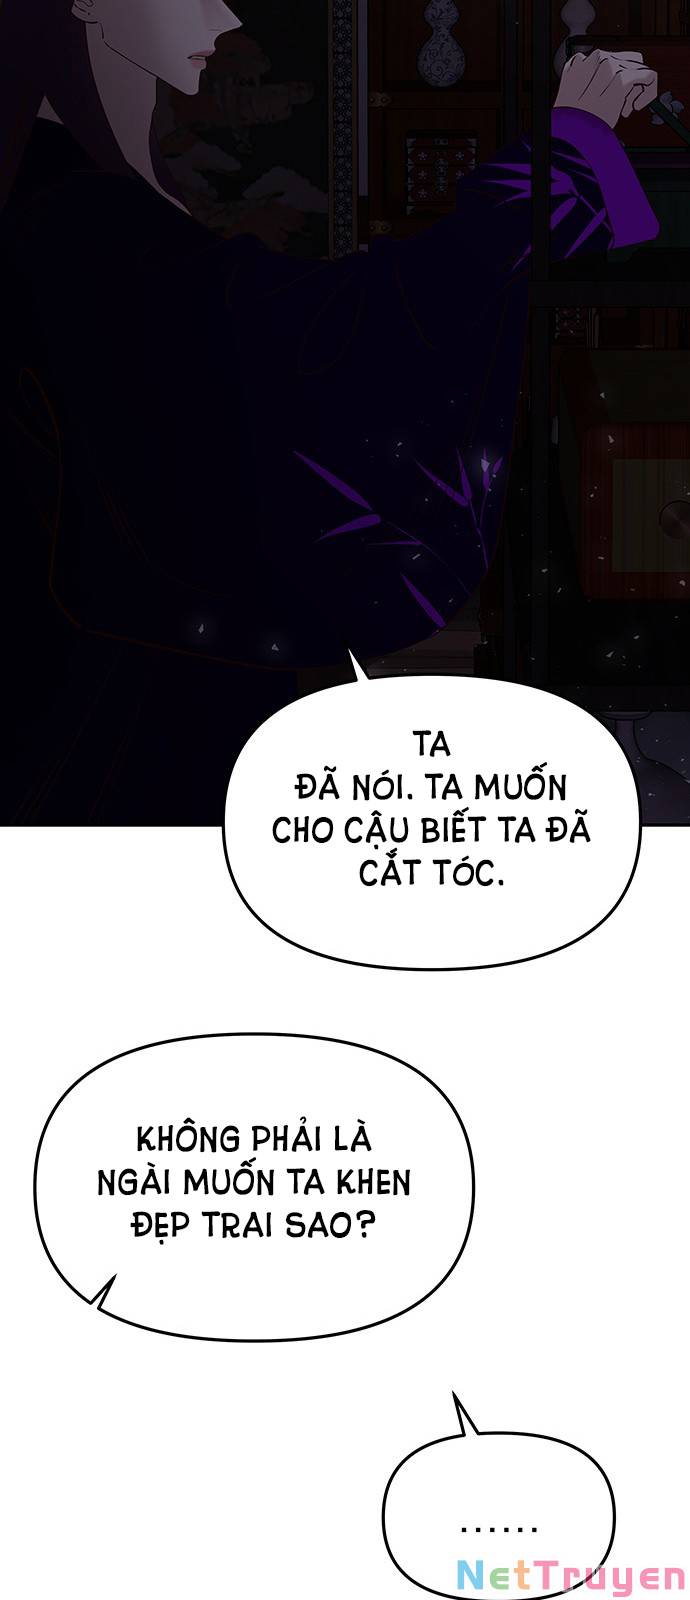 TA
ĐÃ NÓI. TA MUỐN
CHO CẬU BIẾT TA ĐÃ
CẮT TÓC.
KHÔNG PHẢI LÀ
NGÀI MUỐN TA KHEN
ĐẸP TRAI SAO?
......
NetTruyen